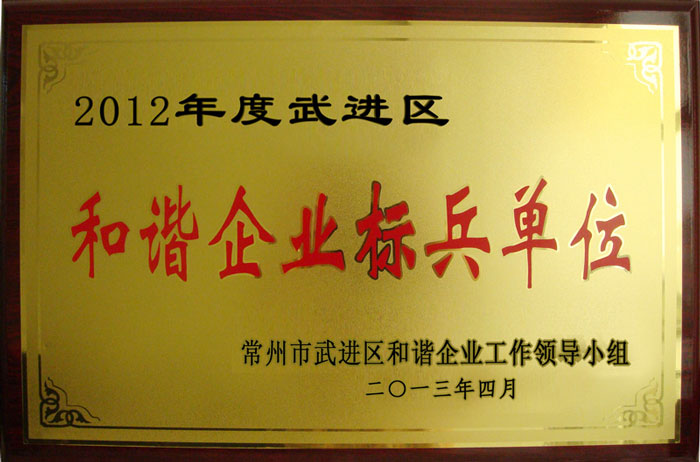 2012年度武进区
和谐企业标兵单位
常州市武进区和谐企业工作领导小组
二〇一三年四月